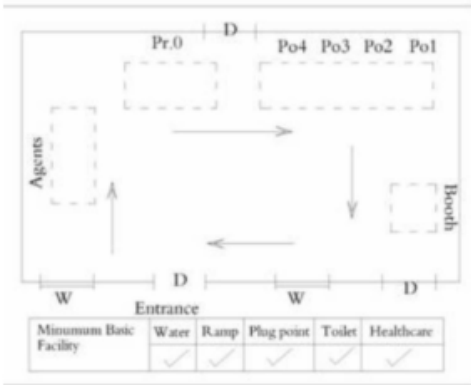 D
Pr.0 Po4 Po3 Po2 Po1
Agents
Booth
W D W D
Entrance
Minumum Basic Facility Water Ramp Plug point Toilet Healthcare
✓ ✓ ✓ ✓ ✓